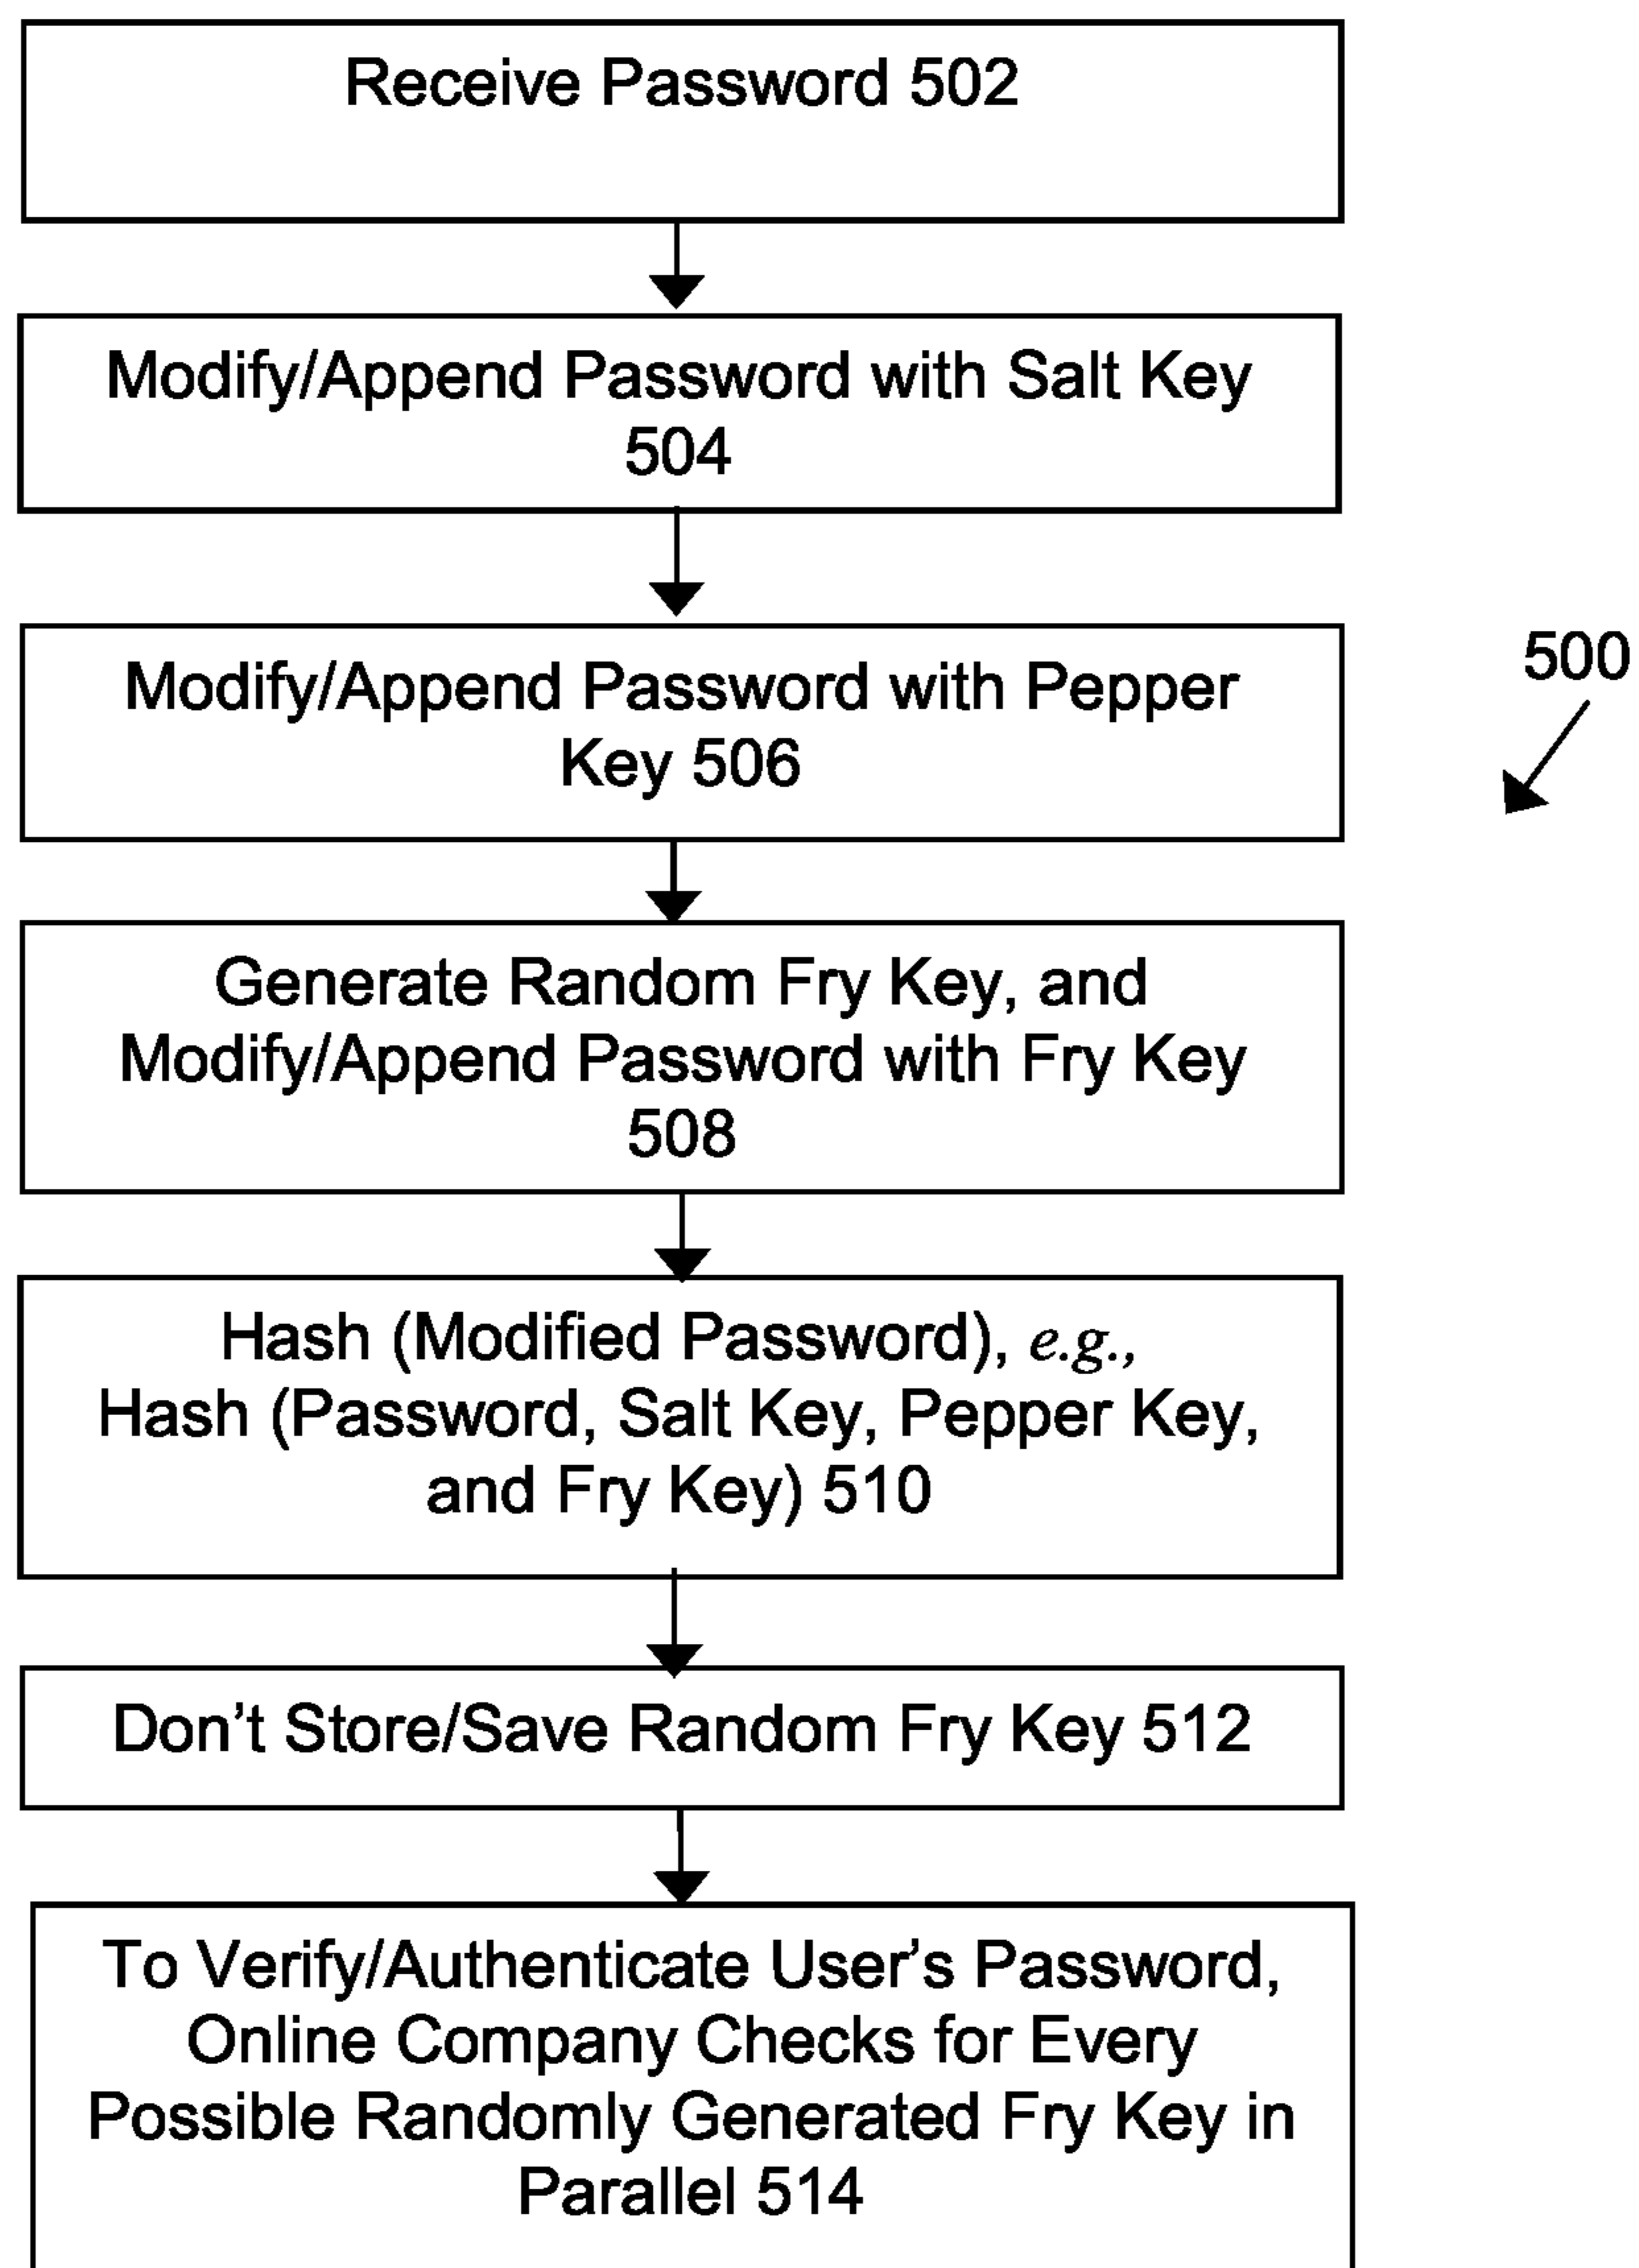 Receive Password 502
Modify/Append Password with Salt Key
504
Modify/Append Password with Pepper
Key 506
500
Generate Random Fry Key, and
Modify/Append Password with Fry Key
508
Hash (Modified Password), e.g.,
Hash (Password, Salt Key, Pepper Key,
and Fry Key) 510
Don’t Store/Save Random Fry Key 512
To Verify/Authenticate User’s Password,
Online Company Checks for Every
Possible Randomly Generated Fry Key in
Parallel 514